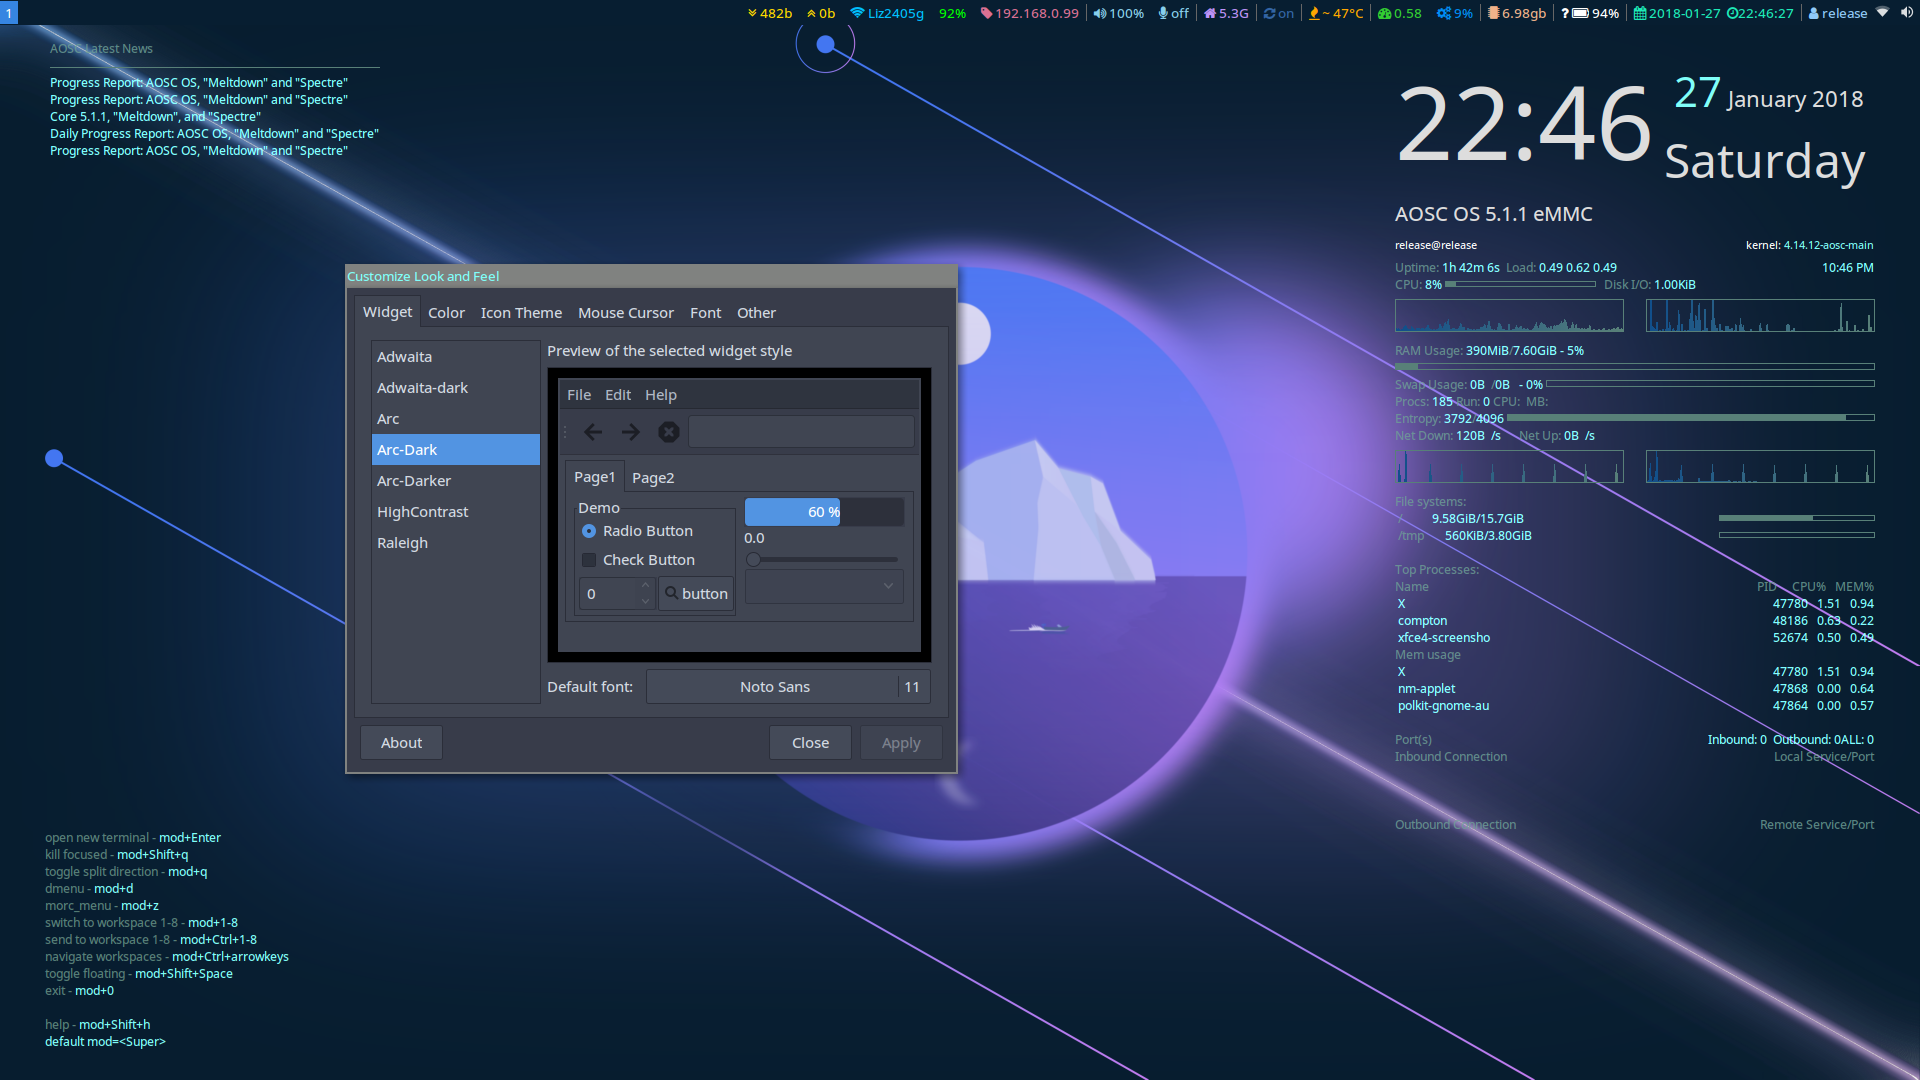 1
482b 0b Liz2405g 92% 192.168.0.99 100% off 5.3G on ~ 47°C 0.58 9% 6.98gb ? 94% 2018-01-27 22:46:27 release
AOSC Latest News
Progress Report: AOSC OS, "Meltdown" and "Spectre"
Progress Report: AOSC OS, "Meltdown" and "Spectre"
Core 5.1.1, "Meltdown", and "Spectre"
Daily Progress Report: AOSC OS, "Meltdown" and "Spectre"
Progress Report: AOSC OS, "Meltdown" and "Spectre"
22:46
27 January 2018
Saturday
AOSC OS 5.1.1 eMMC
release@release kernel: 4.14.12-aosc-main
Uptime: 1h 42m 6s Load: 0.49 0.62 0.49 10:46 PM
CPU: 8% Disk I/O: 1.00KiB
RAM Usage: 390MiB/7.60GiB - 5%
Swap Usage: 0B /0B - 0%
Procs: 185 Run: 0 CPU: MB:
Entropy: 3792/4096
Net Down: 120B /s Net Up: 0B /s
File systems:
/ 9.58GiB/15.7GiB
/tmp 560KiB/3.80GiB
Top Processes:
Name PID CPU% MEM%
X 47780 1.51 0.94
compton 48186 0.63 0.22
xfce4-screensho 52674 0.50 0.49
Mem usage
X 47780 1.51 0.94
nm-applet 47868 0.00 0.64
polkit-gnome-au 47864 0.00 0.57
Port(s) Inbound: 0 Outbound: 0ALL: 0
Inbound Connection Local Service/Port
Outbound Connection Remote Service/Port
Customize Look and Feel
Widget Color Icon Theme Mouse Cursor Font Other
Adwaita
Adwaita-dark
Arc
Arc-Dark
Arc-Darker
HighContrast
Raleigh
Preview of the selected widget style
File Edit Help
Page1 Page2
Demo
Radio Button
Check Button
0 button
60 %
0.0
Default font: Noto Sans 11
About Close Apply
open new terminal - mod+Enter
kill focused - mod+Shift+q
toggle split direction - mod+q
dmenu - mod+d
morc_menu - mod+z
switch to workspace 1-8 - mod+1-8
send to workspace 1-8 - mod+Ctrl+1-8
navigate workspaces - mod+Ctrl+arrowkeys
toggle floating - mod+Shift+Space
exit - mod+0
help - mod+Shift+h
default mod=<Super>